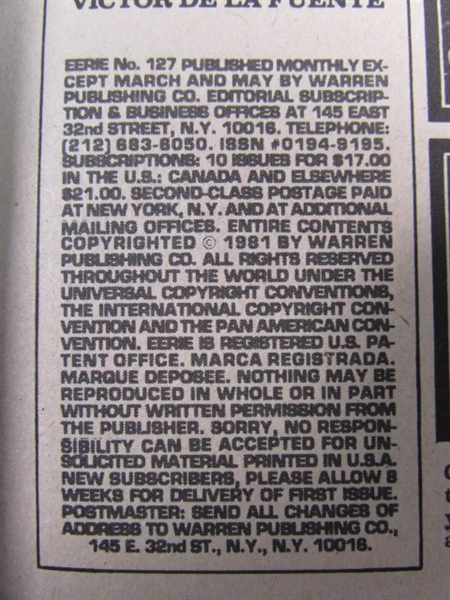 VICTOR DE LA FUENTE
EERIE No. 127 PUBLISHED MONTHLY EX-
CEPT MARCH AND MAY BY WARREN
PUBLISHING CO. EDITORIAL SUBSCRIP-
TION & BUSINESS OFFICES AT 145 EAST
32nd STREET, N.Y. 10016. TELEPHONE:
(212) 683-6050. ISSN #0194-9195.
SUBSCRIPTIONS: 10 ISSUES FOR $17.00
IN THE U.S.: CANADA AND ELSEWHERE
$21.00. SECOND-CLASS POSTAGE PAID
AT NEW YORK, N.Y. AND AT ADDITIONAL
MAILING OFFICES. ENTIRE CONTENTS
COPYRIGHTED © 1981 BY WARREN
PUBLISHING CO. ALL RIGHTS RESERVED
THROUGHOUT THE WORLD UNDER THE
UNIVERSAL COPYRIGHT CONVENTIONS,
THE INTERNATIONAL COPYRIGHT CON-
VENTION AND THE PAN AMERICAN CON-
VENTION. EERIE IS REGISTERED U.S. PA-
TENT OFFICE. MARCA REGISTRADA.
MARQUE DEPOSEE. NOTHING MAY BE
REPRODUCED IN WHOLE OR IN PART
WITHOUT WRITTEN PERMISSION FROM
THE PUBLISHER. SORRY, NO RESPON-
SIBILITY CAN BE ACCEPTED FOR UN-
SOLICITED MATERIAL PRINTED IN U.S.A.
NEW SUBSCRIBERS, PLEASE ALLOW 8
WEEKS FOR DELIVERY OF FIRST ISSUE.
POSTMASTER: SEND ALL CHANGES OF
ADDRESS TO WARREN PUBLISHING CO.,
145 E. 32nd ST., N.Y., N.Y. 10016.